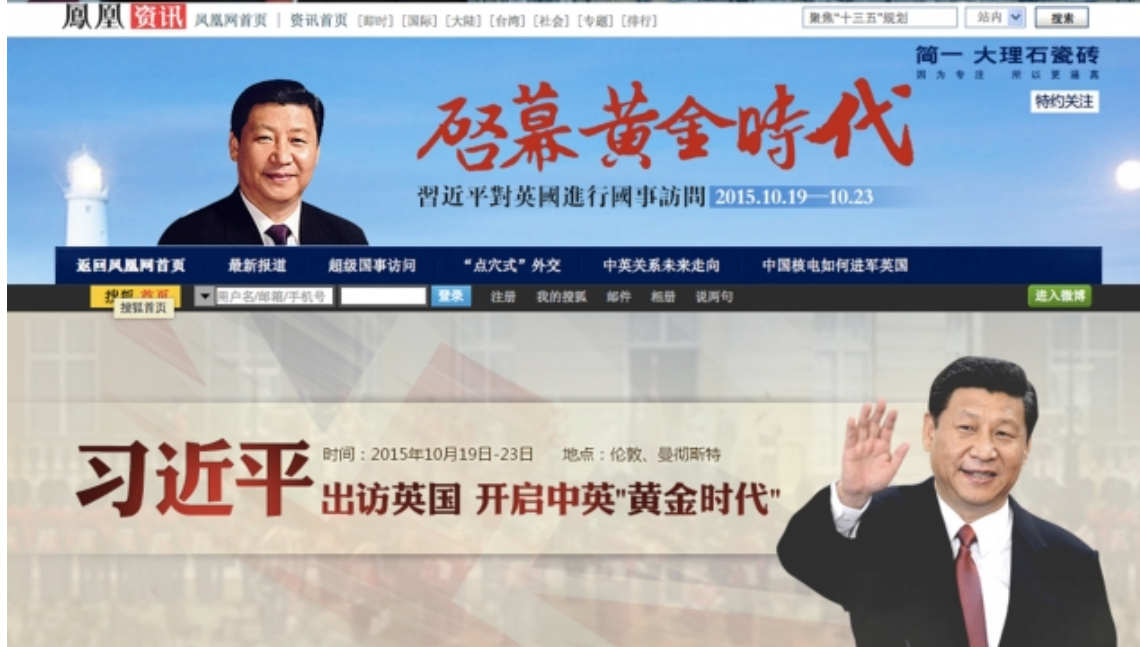 鳳凰 资讯 凤凰网首页 | 资讯首页 [即时] [国际] [大陆] [台湾] [社会] [专题] [排行] 聚焦"十三五"规划 站内 搜索
简一 大理石瓷砖
因为专注 所以更逼真
特约关注
启幕黄金時代
習近平對英國進行國事訪問 2015.10.19—10.23
返回凤凰网首页 最新报道 超级国事访问 “点穴式”外交 中英关系未来走向 中国核电如何进军英国
搜狐 首页 用户名/邮箱/手机号 登录 注册 我的搜狐 邮件 相册 说两句 进入微博
搜狐首页
习近平
时间：2015年10月19日-23日 地点：伦敦、曼彻斯特
出访英国 开启中英"黄金时代"